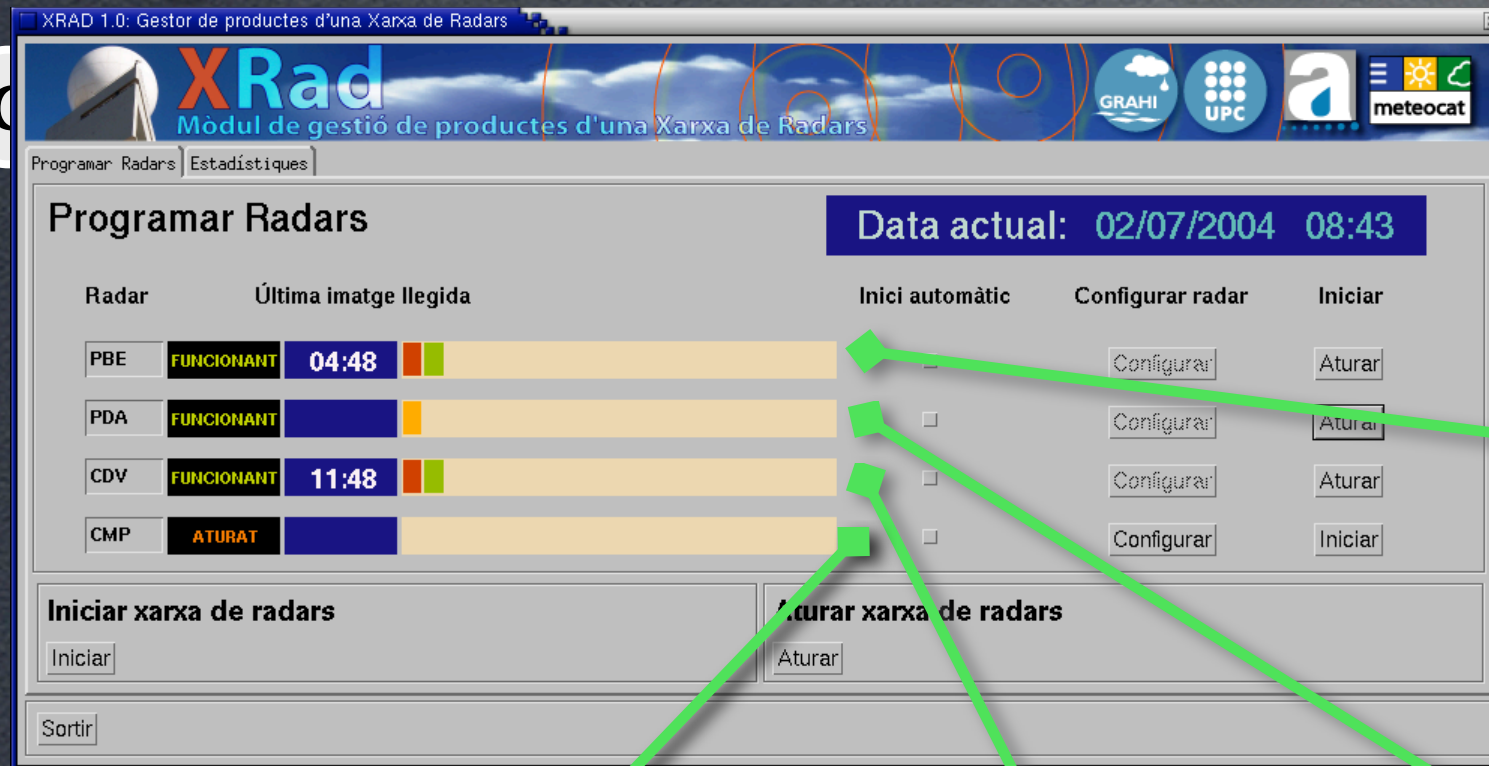 XRAD 1.0: Gestor de productes d'una Xarxa de Radars
XRad
Mòdul de gestió de productes d'una Xarxa de Radars
GRAHI UPC a meteocat
Programar Radars Estadístiques
Programar Radars Data actual: 02/07/2004 08:43
Radar Última imatge llegida Inici automàtic Configurar radar Iniciar
PBE FUNCIONANT 04:48 Configurar Aturar
PDA FUNCIONANT Configurar Aturar
CDV FUNCIONANT 11:48 Configurar Aturar
CMP ATURAT Configurar Iniciar
Iniciar xarxa de radars Aturar xarxa de radars
Iniciar Aturar
Sortir